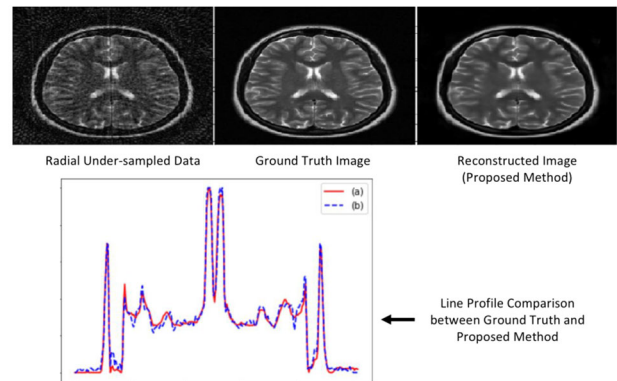 Radial Under-sampled Data
Ground Truth Image
Reconstructed Image
(Proposed Method)
(a)
(b)
Line Profile Comparison
between Ground Truth and
Proposed Method